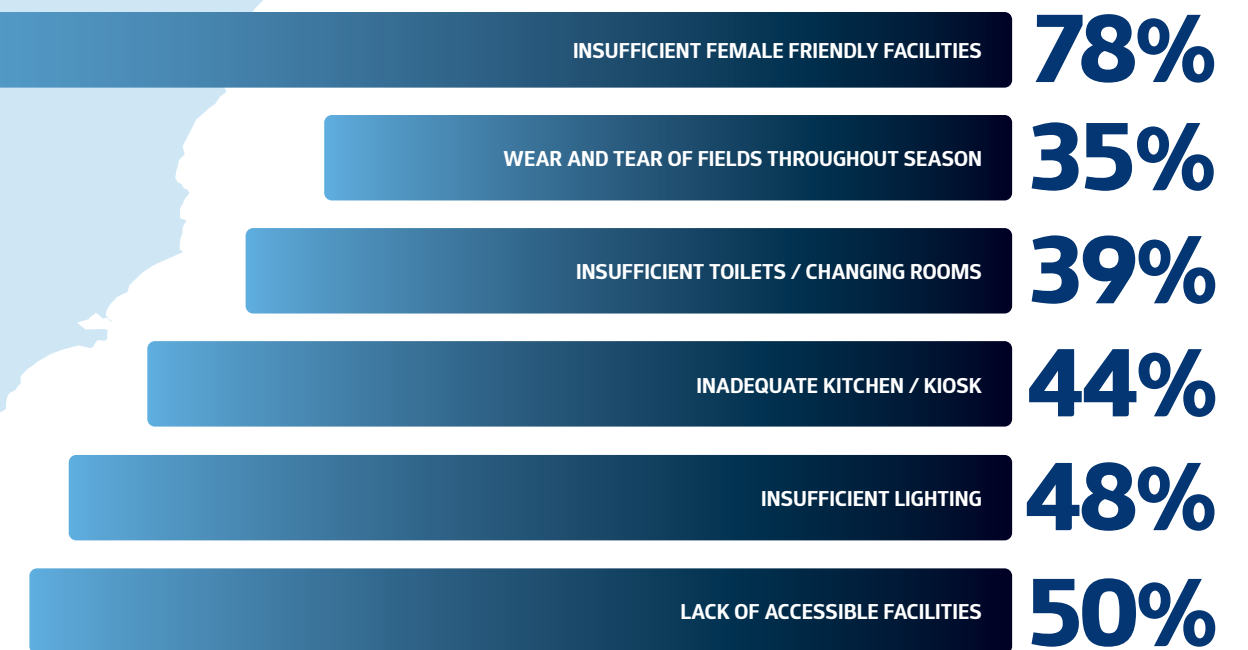 INSUFFICIENT FEMALE FRIENDLY FACILITIES 78%
WEAR AND TEAR OF FIELDS THROUGHOUT SEASON 35%
INSUFFICIENT TOILETS / CHANGING ROOMS 39%
INADEQUATE KITCHEN / KIOSK 44%
INSUFFICIENT LIGHTING 48%
LACK OF ACCESSIBLE FACILITIES 50%